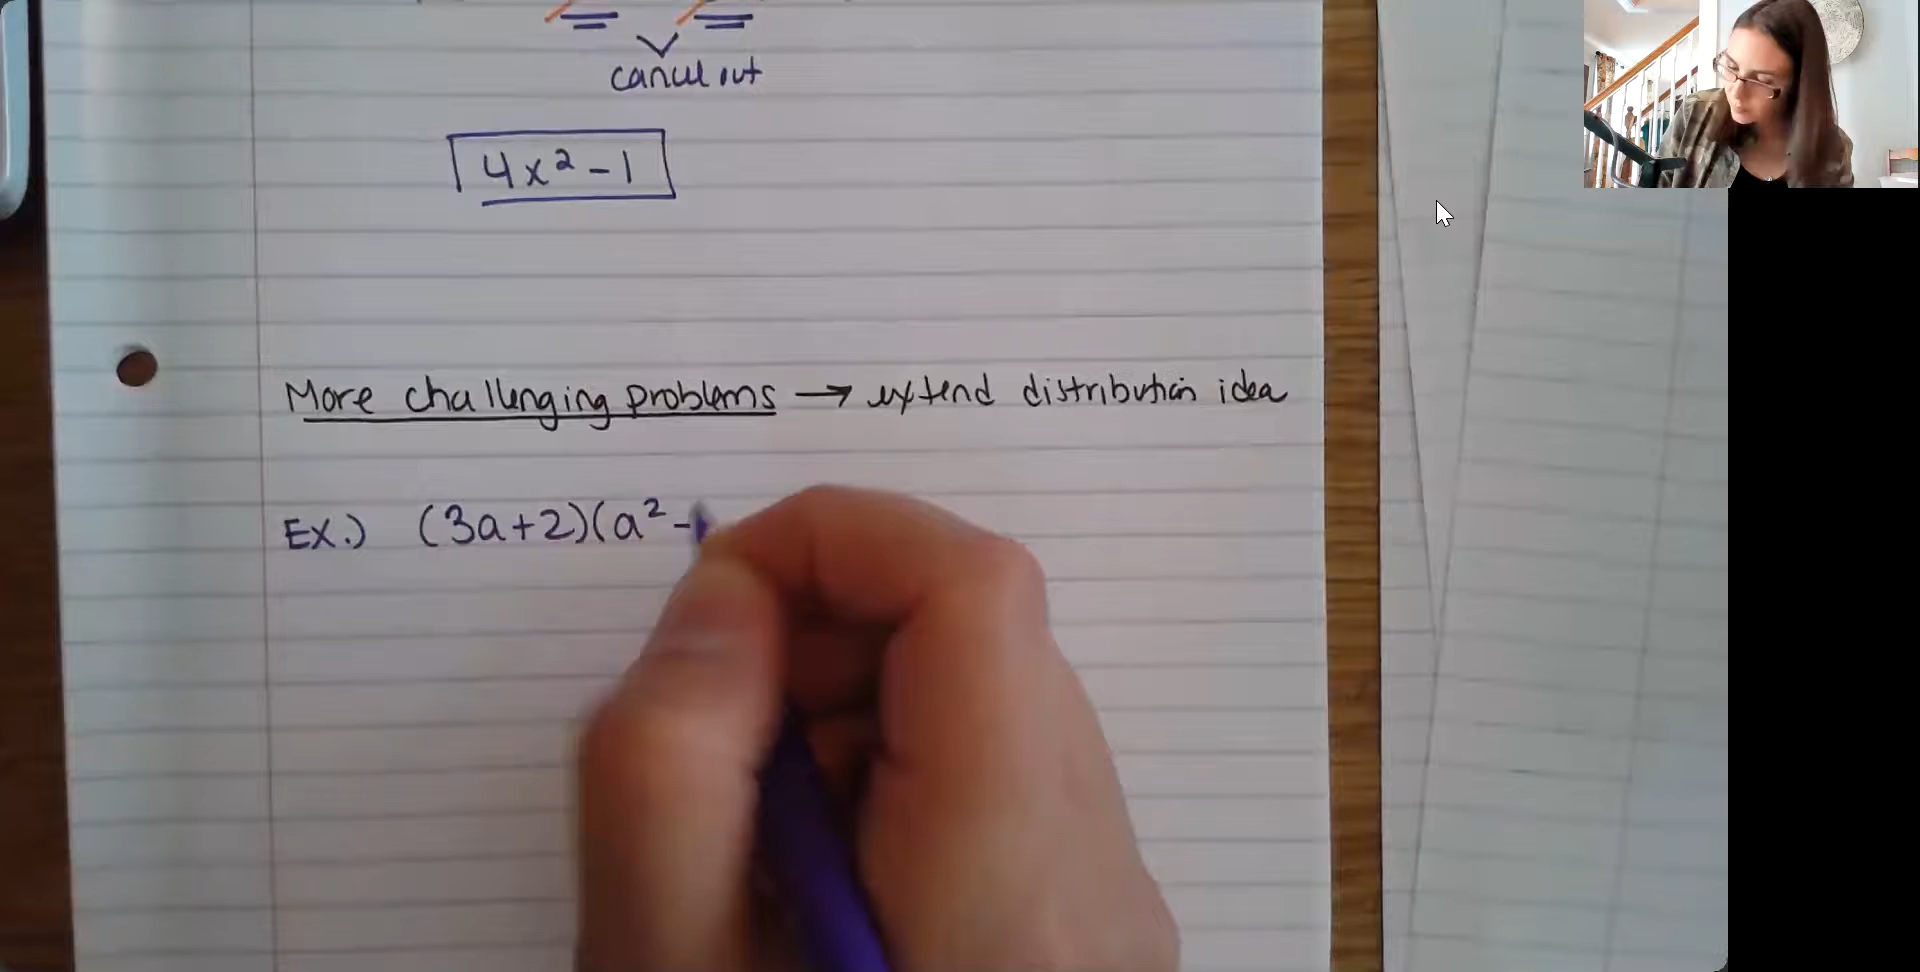 cancel out
4x² - 1
More challenging problems → extend distribution idea
Ex.) (3a+2)(a² -